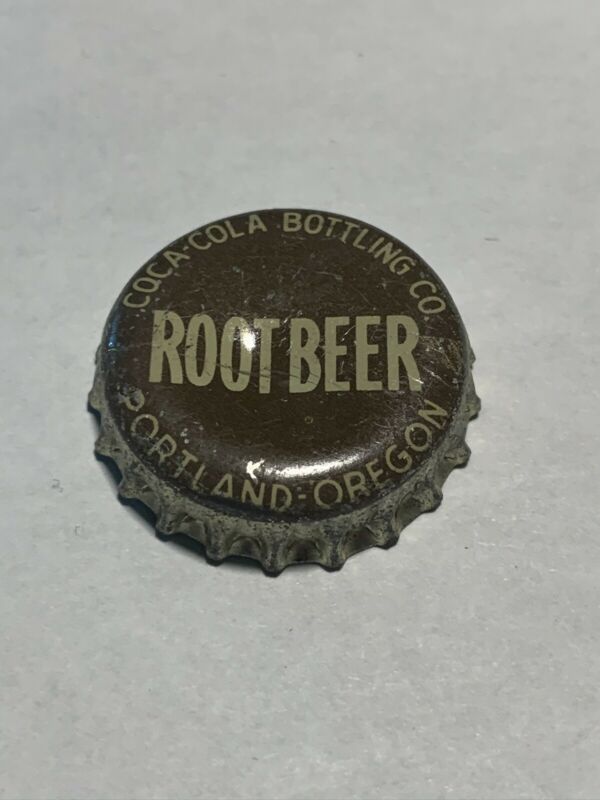 COCA-COLA BOTTLING CO.
ROOT BEER
PORTLAND-OREGON